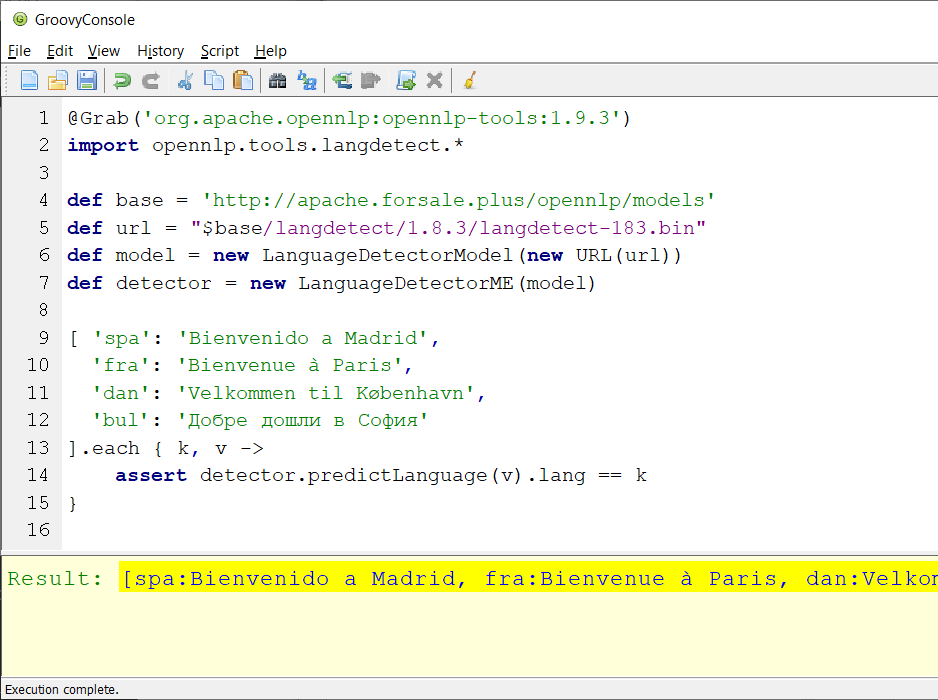 GroovyConsole
File Edit View History Script Help
1 @Grab('org.apache.opennlp:opennlp-tools:1.9.3')
2 import opennlp.tools.langdetect.*
3
4 def base = 'http://apache.forsale.plus/opennlp/models'
5 def url = "$base/langdetect/1.8.3/langdetect-183.bin"
6 def model = new LanguageDetectorModel(new URL(url))
7 def detector = new LanguageDetectorME(model)
8
9 [ 'spa': 'Bienvenido a Madrid',
10   'fra': 'Bienvenue à Paris',
11   'dan': 'Velkommen til København',
12   'bul': 'Добре дошли в София'
13 ].each { k, v ->
14     assert detector.predictLanguage(v).lang == k
15 }
16
Result: [spa:Bienvenido a Madrid, fra:Bienvenue à Paris, dan:Velkom
Execution complete.